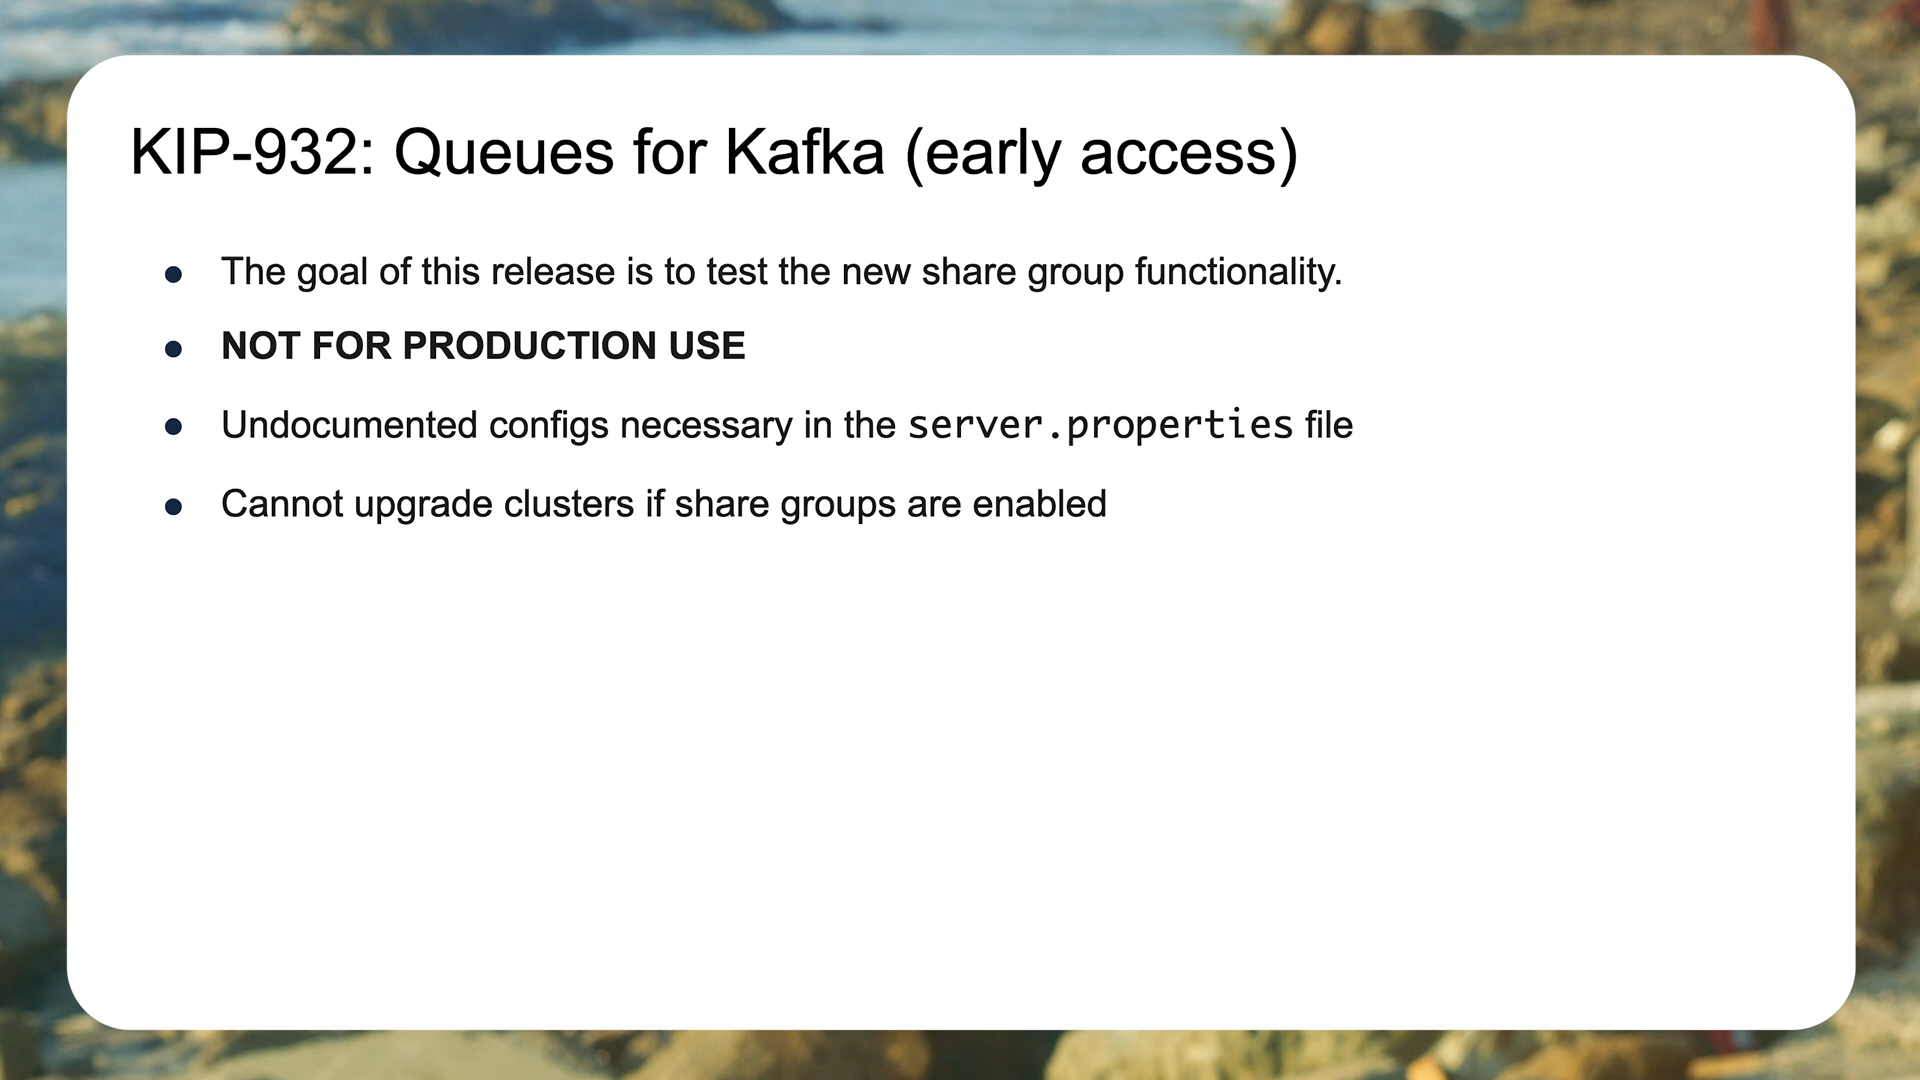 KIP-932: Queues for Kafka (early access)
● The goal of this release is to test the new share group functionality.
● NOT FOR PRODUCTION USE
● Undocumented configs necessary in the server.properties file
● Cannot upgrade clusters if share groups are enabled